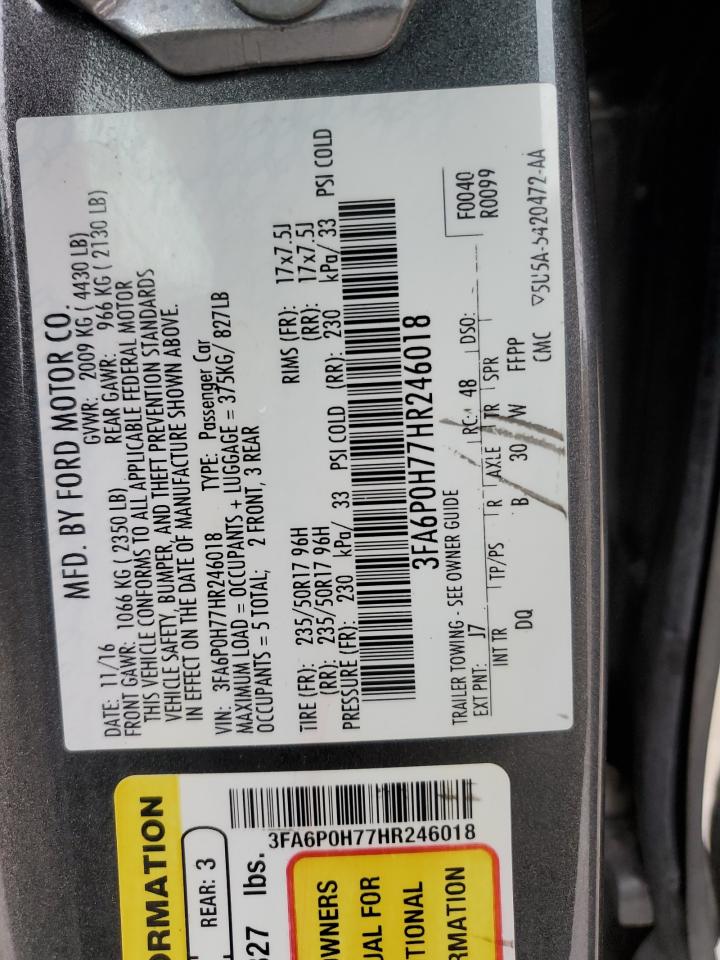 MFD. BY FORD MOTOR CO.
DATE: 11/16 GVWR: 2009 KG ( 4430 LB)
FRONT GAWR: 1066 KG ( 2350 LB) REAR GAWR: 966 KG ( 2130 LB)
THIS VEHICLE CONFORMS TO ALL APPLICABLE FEDERAL MOTOR
VEHICLE SAFETY, BUMPER, AND THEFT PREVENTION STANDARDS
IN EFFECT ON THE DATE OF MANUFACTURE SHOWN ABOVE.
VIN: 3FA6P0H77HR246018 TYPE: Passenger Car
MAXIMUM LOAD = OCCUPANTS + LUGGAGE = 375KG/ 827LB
OCCUPANTS = 5 TOTAL; 2 FRONT, 3 REAR
TIRE (FR): 235/50R17 96H RIMS (FR): 17x7.5J
(RR): 235/50R17 96H (RR): 17x7.5J
PRESSURE (FR): 230 kPa/ 33 PSI COLD (RR): 230 kPa/ 33 PSI COLD
3FA6P0H77HR246018
TRAILER TOWING - SEE OWNER GUIDE F0040
EXT PNT: J7 RC: 48 DSO: R0099
INT TR TP/PS R AXLE TR SPR
DQ B 30 W FFPP
CMC 5U5A-5420472-AA
ORMATION
REAR: 3
827 lbs.
3FA6P0H77HR246018
OWNERS
UAL FOR
TIONAL
RMATION